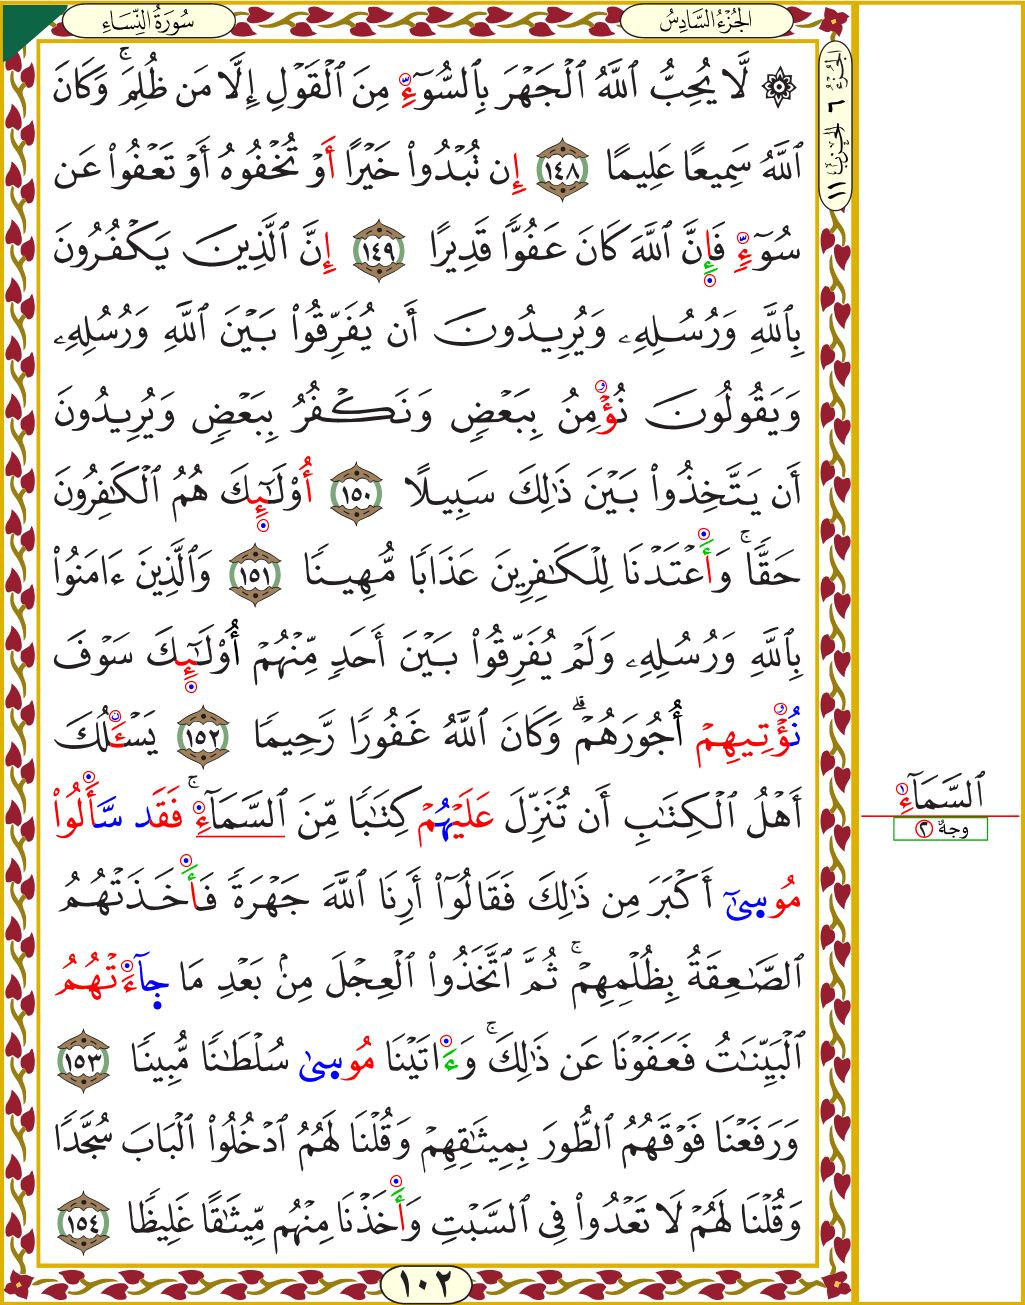 سُورَةُ النِّسَاءِ
الجُزْءُ السَّادِسُ
الجُزْءُ ٦ الحِزْبُ ١١
۞ لَّا يُحِبُّ ٱللَّهُ ٱلْجَهْرَ بِٱلسُّوٓءِ مِنَ ٱلْقَوْلِ إِلَّا مَن ظُلِمَ ۚ وَكَانَ
ٱللَّهُ سَمِيعًا عَلِيمًا ١٤٨ إِن تُبْدُوا۟ خَيْرًا أَوْ تُخْفُوهُ أَوْ تَعْفُوا۟ عَن
سُوٓءٍ فَإِنَّ ٱللَّهَ كَانَ عَفُوًّا قَدِيرًا ١٤٩ إِنَّ ٱلَّذِينَ يَكْفُرُونَ
بِٱللَّهِ وَرُسُلِهِۦ وَيُرِيدُونَ أَن يُفَرِّقُوا۟ بَيْنَ ٱللَّهِ وَرُسُلِهِۦ
وَيَقُولُونَ نُؤْمِنُ بِبَعْضٍ وَنَكْفُرُ بِبَعْضٍ وَيُرِيدُونَ
أَن يَتَّخِذُوا۟ بَيْنَ ذَٰلِكَ سَبِيلًا ١٥٠ أُو۟لَـٰٓئِكَ هُمُ ٱلْكَـٰفِرُونَ
حَقًّا ۚ وَأَعْتَدْنَا لِلْكَـٰفِرِينَ عَذَابًا مُّهِينًا ١٥١ وَٱلَّذِينَ ءَامَنُوا۟
بِٱللَّهِ وَرُسُلِهِۦ وَلَمْ يُفَرِّقُوا۟ بَيْنَ أَحَدٍ مِّنْهُمْ أُو۟لَـٰٓئِكَ سَوْفَ
نُؤْتِيهِمْ أُجُورَهُمْ ۗ وَكَانَ ٱللَّهُ غَفُورًا رَّحِيمًا ١٥٢ يَسْـَٔلُكَ
أَهْلُ ٱلْكِتَـٰبِ أَن تُنَزِّلَ عَلَيْهُمْ كِتَـٰبًا مِّنَ ٱلسَّمَآءِ ۚ فَقَد سَّأَلُوا۟
مُوسِىٰٓ أَكْبَرَ مِن ذَٰلِكَ فَقَالُوٓا۟ أَرِنَا ٱللَّهَ جَهْرَةً فَأَخَذَتْهُمُ
ٱلصَّـٰعِقَةُ بِظُلْمِهِمْ ۚ ثُمَّ ٱتَّخَذُوا۟ ٱلْعِجْلَ مِنۢ بَعْدِ مَا جِآءَتْهُمُ
ٱلْبَيِّنَـٰتُ فَعَفَوْنَا عَن ذَٰلِكَ ۚ وَءَاتَيْنَا مُوسِىٰ سُلْطَـٰنًا مُّبِينًا ١٥٣
وَرَفَعْنَا فَوْقَهُمُ ٱلطُّورَ بِمِيثَـٰقِهِمْ وَقُلْنَا لَهُمُ ٱدْخُلُوا۟ ٱلْبَابَ سُجَّدًا
وَقُلْنَا لَهُمْ لَا تَعْدُوا۟ فِى ٱلسَّبْتِ وَأَخَذْنَا مِنْهُم مِّيثَـٰقًا غَلِيظًا ١٥٤
١٠٢
ٱلسَّمَآءِ
٢ وجهٌ